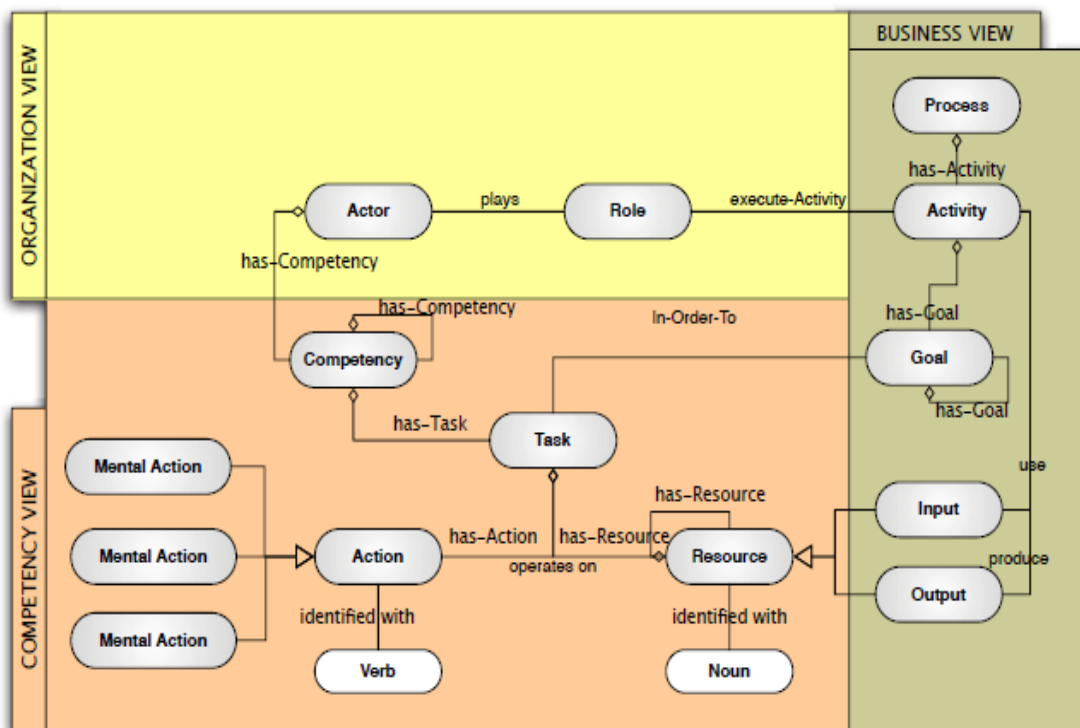 BUSINESS VIEW
ORGANIZATION VIEW
Process
has-Activity
Actor
plays
Role
execute-Activity
Activity
has-Competency
has-Competency
In-Order-To
has-Goal
Competency
Goal
has-Goal
has-Task
Task
COMPETENCY VIEW
Mental Action
use
has-Resource
Input
has-Action
has-Resource
Mental Action
Action
operates on
Resource
produce
Output
identified with
identified with
Mental Action
Verb
Noun